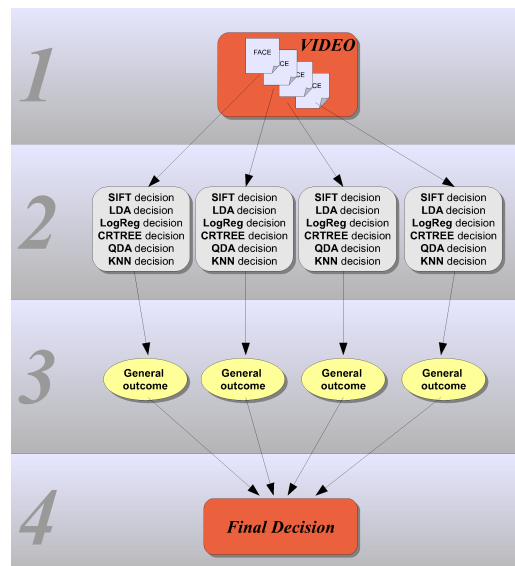 1
VIDEO
FACE
CE
CE
CE
2
SIFT decision
LDA decision
LogReg decision
CRTREE decision
QDA decision
KNN decision
SIFT decision
LDA decision
LogReg decision
CRTREE decision
QDA decision
KNN decision
SIFT decision
LDA decision
LogReg decision
CRTREE decision
QDA decision
KNN decision
SIFT decision
LDA decision
LogReg decision
CRTREE decision
QDA decision
KNN decision
3
General
outcome
General
outcome
General
outcome
General
outcome
4
Final Decision